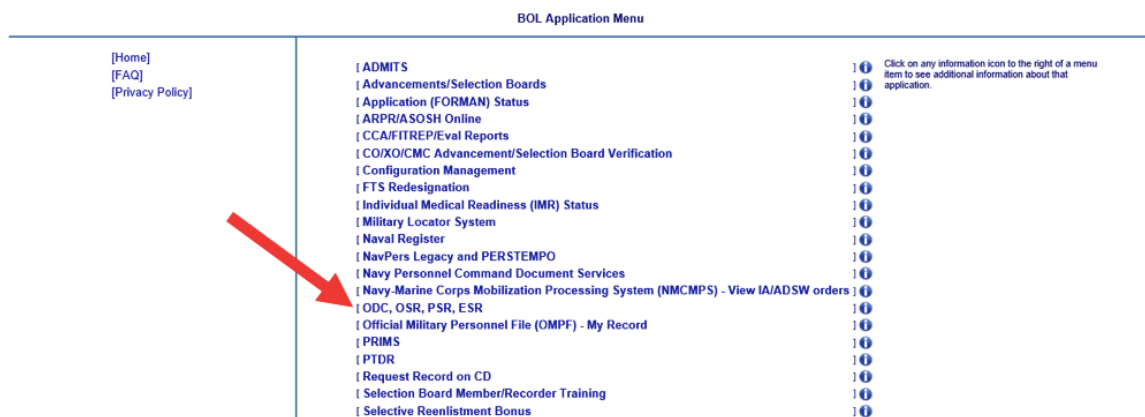 BOL Application Menu
[Home]
[FAQ]
[Privacy Policy]
[ ADMITS ]
[ Advancements/Selection Boards ]
[ Application (FORMAN) Status ]
[ ARPR/ASOSH Online ]
[ CCA/FITREP/Eval Reports ]
[ CO/XO/CMC Advancement/Selection Board Verification ]
[ Configuration Management ]
[ FTS Redesignation ]
[ Individual Medical Readiness (IMR) Status ]
[ Military Locator System ]
[ Naval Register ]
[ NavPers Legacy and PERSTEMPO ]
[ Navy Personnel Command Document Services ]
[ Navy-Marine Corps Mobilization Processing System (NMCMPS) - View IA/ADSW orders ]
[ ODC, OSR, PSR, ESR ]
[ Official Military Personnel File (OMPF) - My Record ]
[ PRIMS ]
[ PTDR ]
[ Request Record on CD ]
[ Selection Board Member/Recorder Training ]
[ Selective Reenlistment Bonus ]
Click on any information icon to the right of a menu
item to see additional information about that
application.